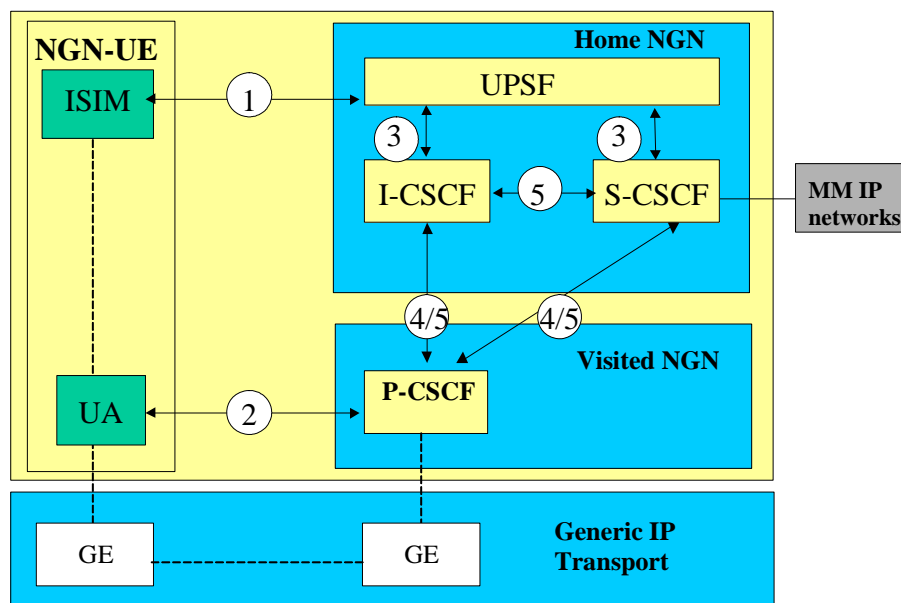 NGN-UE
Home NGN
ISIM
1
UPSF
3
3
I-CSCF
5
S-CSCF
MM IP
networks
4/5
4/5
Visited NGN
UA
2
P-CSCF
GE
GE
Generic IP
Transport